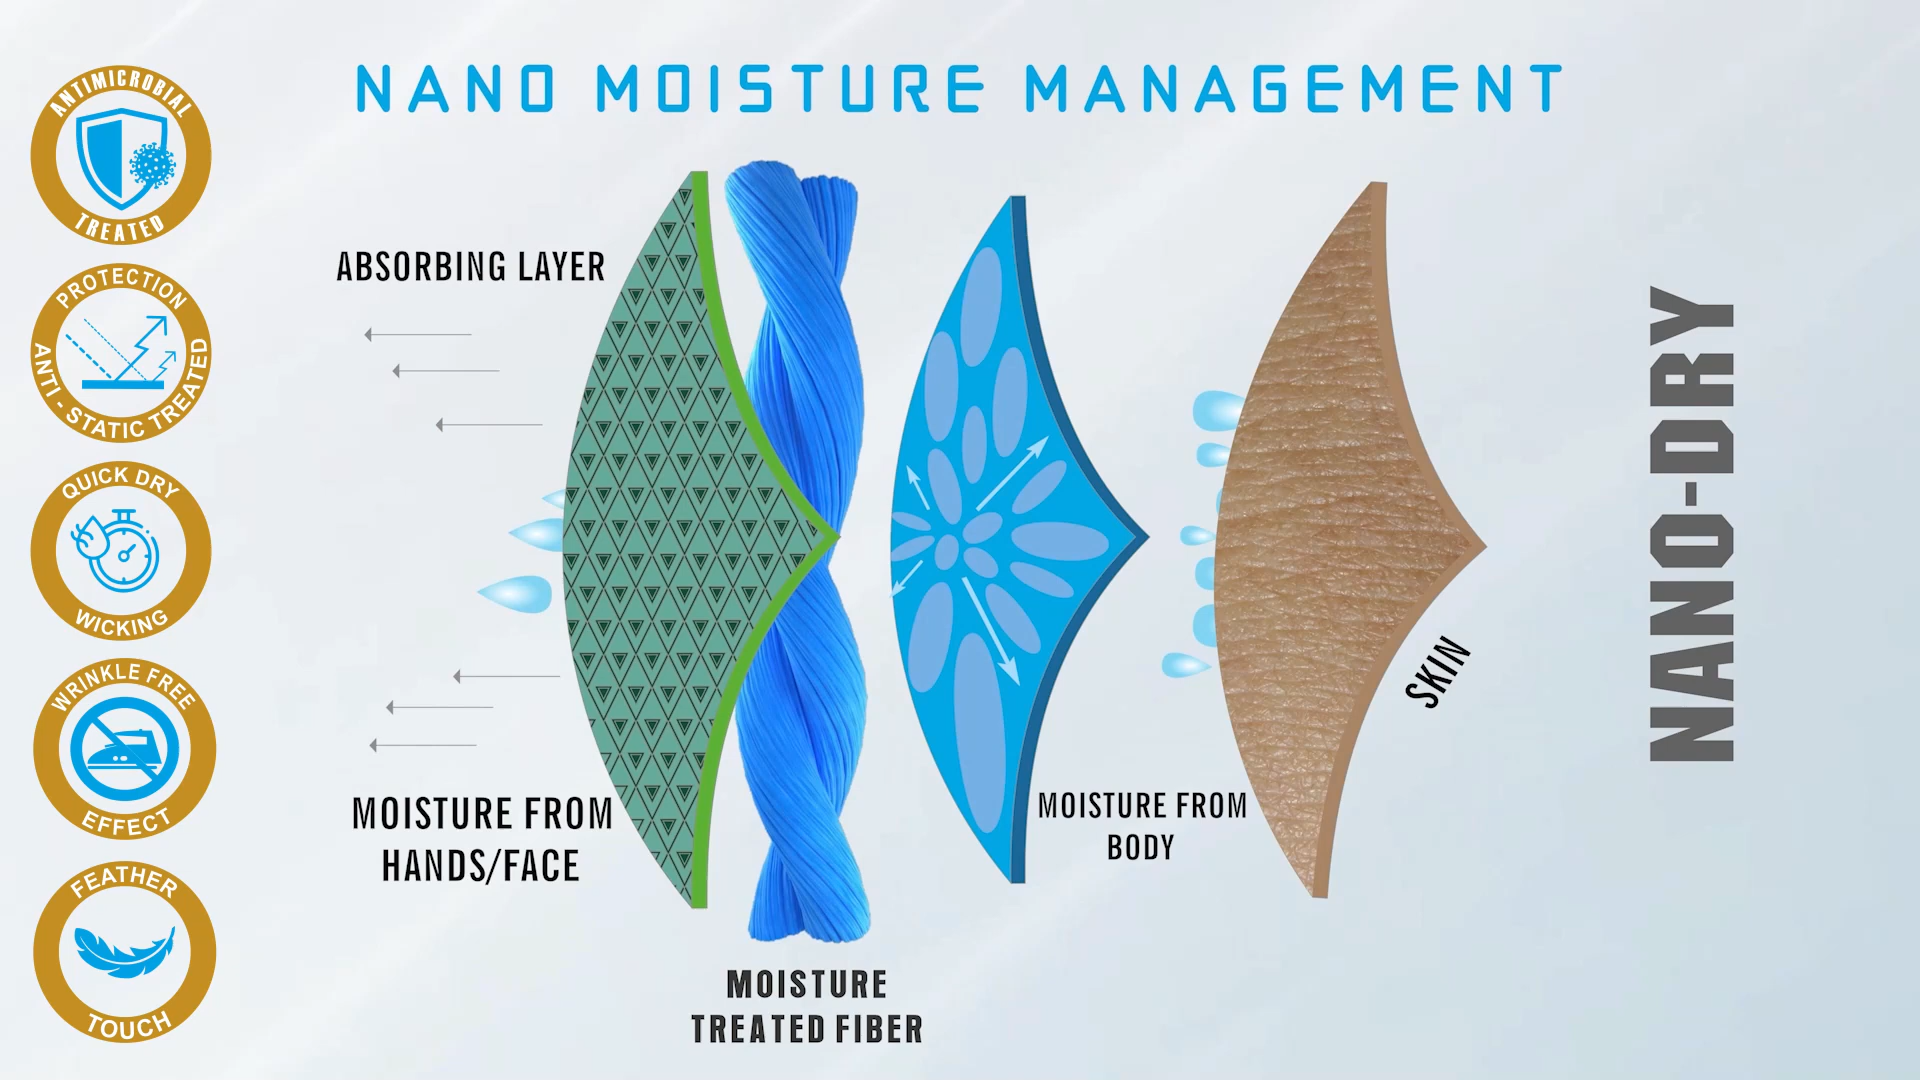 NANO MOISTURE MANAGEMENT
ANTIMICROBIAL
TREATED
PROTECTION
ANTI - STATIC TREATED
QUICK DRY
WICKING
WRINKLE FREE
EFFECT
FEATHER
TOUCH
ABSORBING LAYER
MOISTURE FROM
HANDS/FACE
MOISTURE
TREATED FIBER
MOISTURE FROM
BODY
SKIN
NANO-DRY